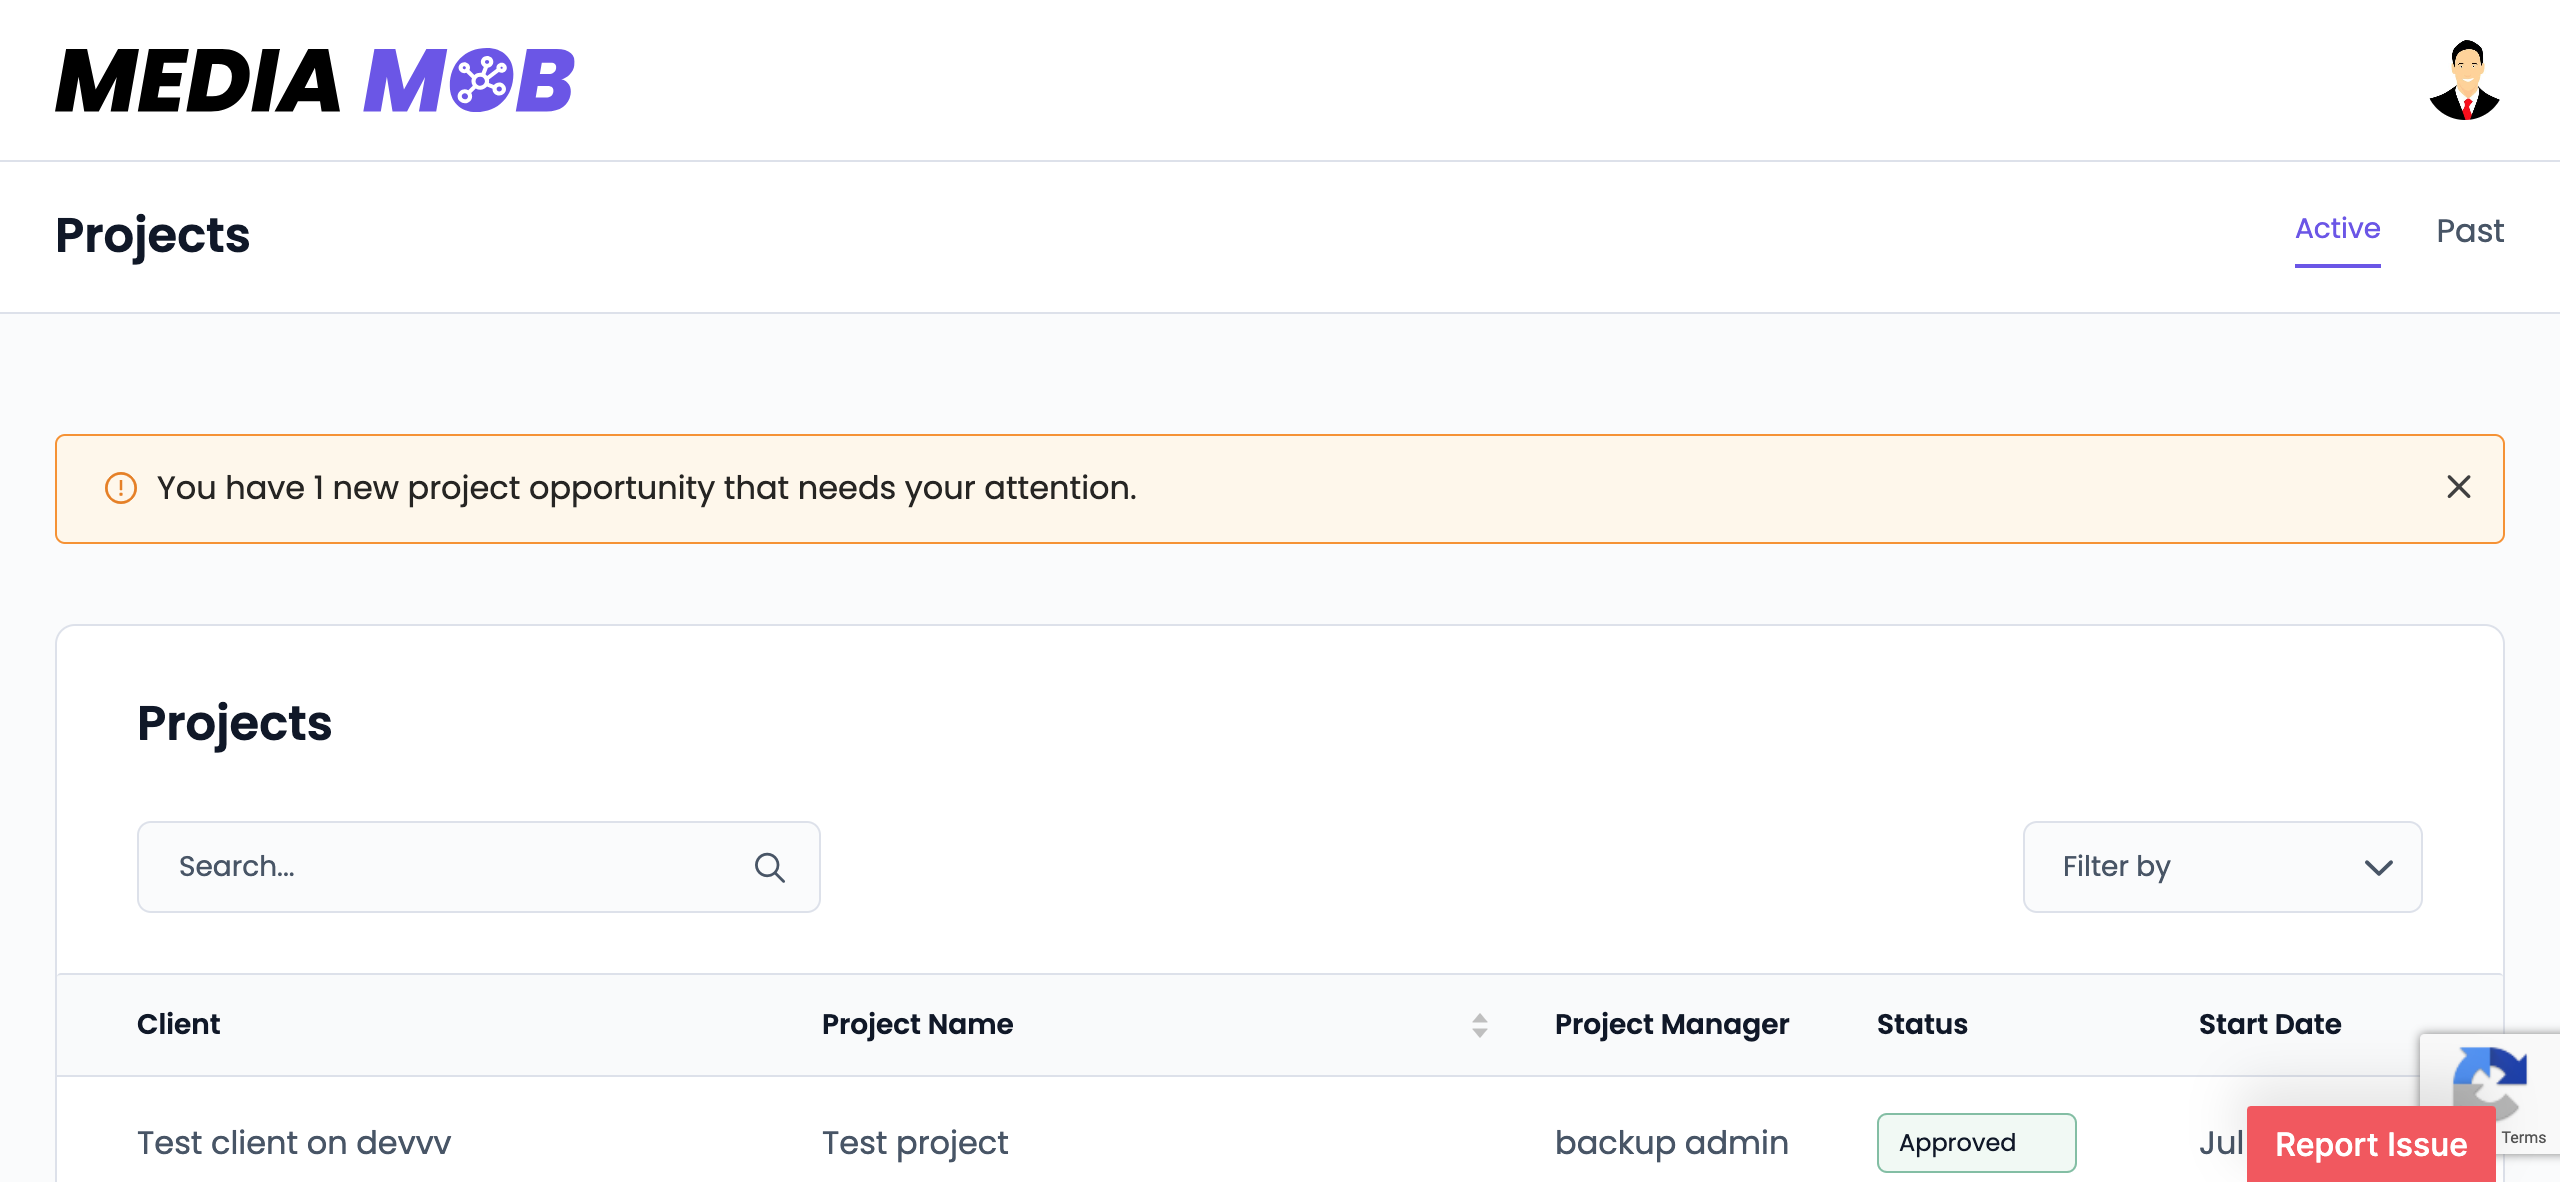 MEDIA MOB
Projects
Active Past
You have 1 new project opportunity that needs your attention.
Projects
Search...
Filter by
Client Project Name Project Manager Status Start Date
Test client on devvv Test project backup admin Approved Jul
Report Issue
Terms